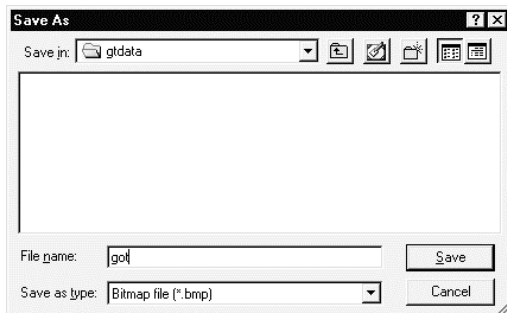 Save As
Save in: gtdata
File name: got
Save
Save as type: Bitmap file (*.bmp)
Cancel